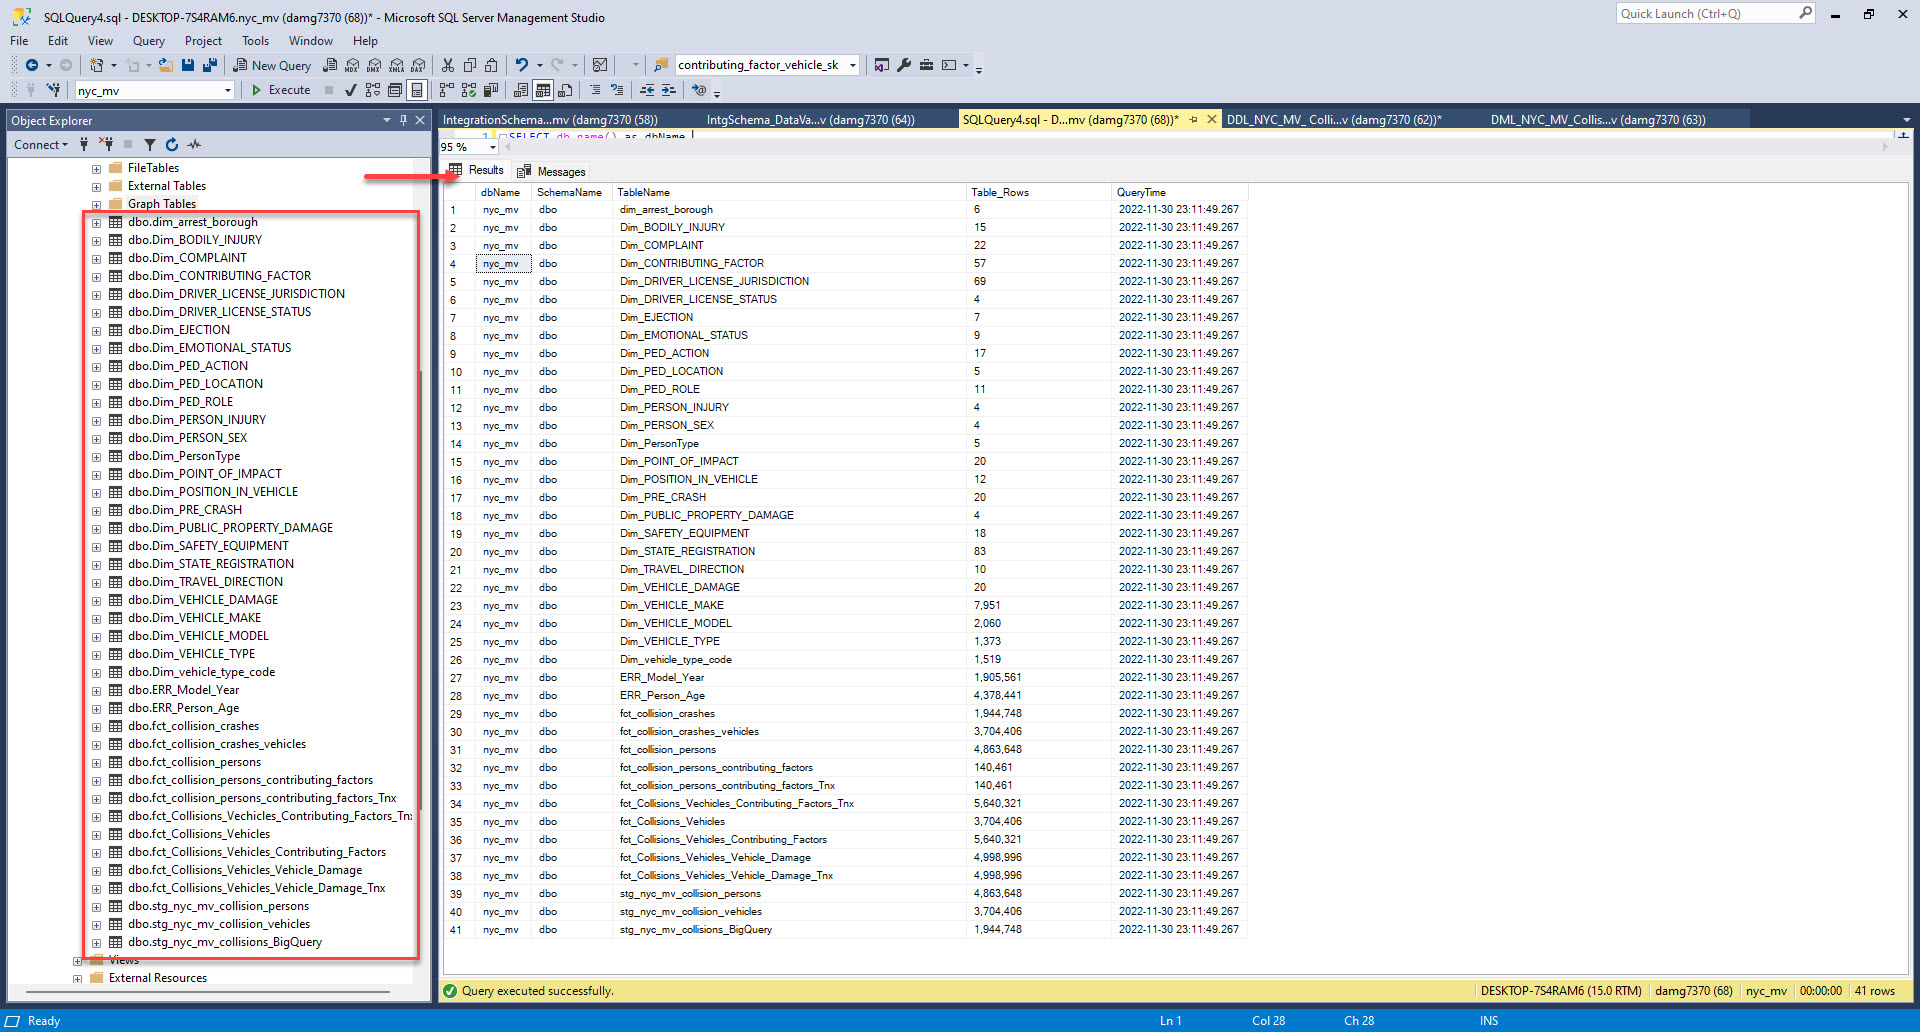 SQLQuery4.sql - DESKTOP-7S4RAM6.nyc_mv (damg7370 (68))* - Microsoft SQL Server Management Studio
Quick Launch (Ctrl+Q)
File Edit View Query Project Tools Window Help
New Query
MDX DMX XMLA DAX
contributing_factor_vehicle_sk
nyc_mv
Execute
Object Explorer
Connect
FileTables
External Tables
Graph Tables
dbo.dim_arrest_borough
dbo.Dim_BODILY_INJURY
dbo.Dim_COMPLAINT
dbo.Dim_CONTRIBUTING_FACTOR
dbo.Dim_DRIVER_LICENSE_JURISDICTION
dbo.Dim_DRIVER_LICENSE_STATUS
dbo.Dim_EJECTION
dbo.Dim_EMOTIONAL_STATUS
dbo.Dim_PED_ACTION
dbo.Dim_PED_LOCATION
dbo.Dim_PED_ROLE
dbo.Dim_PERSON_INJURY
dbo.Dim_PERSON_SEX
dbo.Dim_PersonType
dbo.Dim_POINT_OF_IMPACT
dbo.Dim_POSITION_IN_VEHICLE
dbo.Dim_PRE_CRASH
dbo.Dim_PUBLIC_PROPERTY_DAMAGE
dbo.Dim_SAFETY_EQUIPMENT
dbo.Dim_STATE_REGISTRATION
dbo.Dim_TRAVEL_DIRECTION
dbo.Dim_VEHICLE_DAMAGE
dbo.Dim_VEHICLE_MAKE
dbo.Dim_VEHICLE_MODEL
dbo.Dim_VEHICLE_TYPE
dbo.Dim_vehicle_type_code
dbo.ERR_Model_Year
dbo.ERR_Person_Age
dbo.fct_collision_crashes
dbo.fct_collision_crashes_vehicles
dbo.fct_collision_persons
dbo.fct_collision_persons_contributing_factors
dbo.fct_collision_persons_contributing_factors_Tnx
dbo.fct_Collisions_Vechicles_Contributing_Factors_Tnx
dbo.fct_Collisions_Vehicles
dbo.fct_Collisions_Vehicles_Contributing_Factors
dbo.fct_Collisions_Vehicles_Vehicle_Damage
dbo.fct_Collisions_Vehicles_Vehicle_Damage_Tnx
dbo.stg_nyc_mv_collision_persons
dbo.stg_nyc_mv_collision_vehicles
dbo.stg_nyc_mv_collisions_BigQuery
Views
External Resources
IntegrationSchema...mv (damg7370 (58)) IntgSchema_DataVa...v (damg7370 (64)) SQLQuery4.sql - D...mv (damg7370 (68))* DDL_NYC_MV_ Colli...v (damg7370 (62))* DML_NYC_MV_Collis...v (damg7370 (63))
1 SELECT db_name() as dbName
95 %
Results Messages
dbName SchemaName TableName Table_Rows QueryTime
1 nyc_mv dbo dim_arrest_borough 6 2022-11-30 23:11:49.267
2 nyc_mv dbo Dim_BODILY_INJURY 15 2022-11-30 23:11:49.267
3 nyc_mv dbo Dim_COMPLAINT 22 2022-11-30 23:11:49.267
4 nyc_mv dbo Dim_CONTRIBUTING_FACTOR 57 2022-11-30 23:11:49.267
5 nyc_mv dbo Dim_DRIVER_LICENSE_JURISDICTION 69 2022-11-30 23:11:49.267
6 nyc_mv dbo Dim_DRIVER_LICENSE_STATUS 4 2022-11-30 23:11:49.267
7 nyc_mv dbo Dim_EJECTION 7 2022-11-30 23:11:49.267
8 nyc_mv dbo Dim_EMOTIONAL_STATUS 9 2022-11-30 23:11:49.267
9 nyc_mv dbo Dim_PED_ACTION 17 2022-11-30 23:11:49.267
10 nyc_mv dbo Dim_PED_LOCATION 5 2022-11-30 23:11:49.267
11 nyc_mv dbo Dim_PED_ROLE 11 2022-11-30 23:11:49.267
12 nyc_mv dbo Dim_PERSON_INJURY 4 2022-11-30 23:11:49.267
13 nyc_mv dbo Dim_PERSON_SEX 4 2022-11-30 23:11:49.267
14 nyc_mv dbo Dim_PersonType 5 2022-11-30 23:11:49.267
15 nyc_mv dbo Dim_POINT_OF_IMPACT 20 2022-11-30 23:11:49.267
16 nyc_mv dbo Dim_POSITION_IN_VEHICLE 12 2022-11-30 23:11:49.267
17 nyc_mv dbo Dim_PRE_CRASH 20 2022-11-30 23:11:49.267
18 nyc_mv dbo Dim_PUBLIC_PROPERTY_DAMAGE 4 2022-11-30 23:11:49.267
19 nyc_mv dbo Dim_SAFETY_EQUIPMENT 18 2022-11-30 23:11:49.267
20 nyc_mv dbo Dim_STATE_REGISTRATION 83 2022-11-30 23:11:49.267
21 nyc_mv dbo Dim_TRAVEL_DIRECTION 10 2022-11-30 23:11:49.267
22 nyc_mv dbo Dim_VEHICLE_DAMAGE 20 2022-11-30 23:11:49.267
23 nyc_mv dbo Dim_VEHICLE_MAKE 7,951 2022-11-30 23:11:49.267
24 nyc_mv dbo Dim_VEHICLE_MODEL 2,060 2022-11-30 23:11:49.267
25 nyc_mv dbo Dim_VEHICLE_TYPE 1,373 2022-11-30 23:11:49.267
26 nyc_mv dbo Dim_vehicle_type_code 1,519 2022-11-30 23:11:49.267
27 nyc_mv dbo ERR_Model_Year 1,905,561 2022-11-30 23:11:49.267
28 nyc_mv dbo ERR_Person_Age 4,378,441 2022-11-30 23:11:49.267
29 nyc_mv dbo fct_collision_crashes 1,944,748 2022-11-30 23:11:49.267
30 nyc_mv dbo fct_collision_crashes_vehicles 3,704,406 2022-11-30 23:11:49.267
31 nyc_mv dbo fct_collision_persons 4,863,648 2022-11-30 23:11:49.267
32 nyc_mv dbo fct_collision_persons_contributing_factors 140,461 2022-11-30 23:11:49.267
33 nyc_mv dbo fct_collision_persons_contributing_factors_Tnx 140,461 2022-11-30 23:11:49.267
34 nyc_mv dbo fct_Collisions_Vechicles_Contributing_Factors_Tnx 5,640,321 2022-11-30 23:11:49.267
35 nyc_mv dbo fct_Collisions_Vehicles 3,704,406 2022-11-30 23:11:49.267
36 nyc_mv dbo fct_Collisions_Vehicles_Contributing_Factors 5,640,321 2022-11-30 23:11:49.267
37 nyc_mv dbo fct_Collisions_Vehicles_Vehicle_Damage 4,998,996 2022-11-30 23:11:49.267
38 nyc_mv dbo fct_Collisions_Vehicles_Vehicle_Damage_Tnx 4,998,996 2022-11-30 23:11:49.267
39 nyc_mv dbo stg_nyc_mv_collision_persons 4,863,648 2022-11-30 23:11:49.267
40 nyc_mv dbo stg_nyc_mv_collision_vehicles 3,704,406 2022-11-30 23:11:49.267
41 nyc_mv dbo stg_nyc_mv_collisions_BigQuery 1,944,748 2022-11-30 23:11:49.267
Query executed successfully. DESKTOP-7S4RAM6 (15.0 RTM) damg7370 (68) nyc_mv 00:00:00 41 rows
Ready Ln 1 Col 28 Ch 28 INS